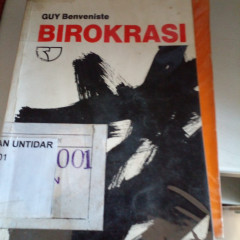 GUY Benveniste
BIROKRASI
AN UNTIDAR
01
001
N